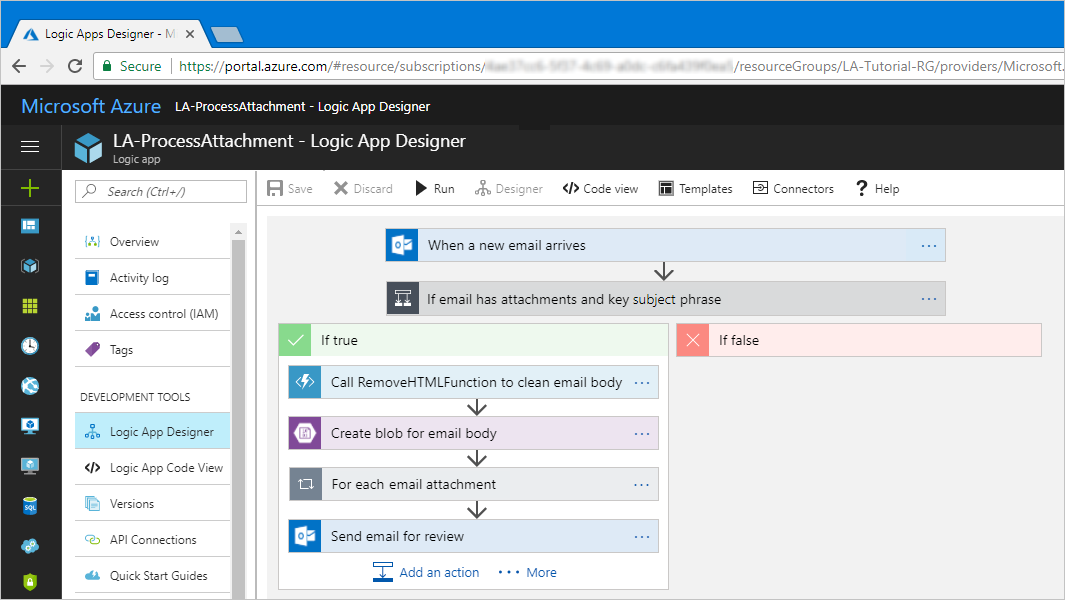 Logic Apps Designer - M
Secure https://portal.azure.com/#resource/subscriptions/ /resourceGroups/LA-Tutorial-RG/providers/Microsoft.
Microsoft Azure LA-ProcessAttachment - Logic App Designer
LA-ProcessAttachment - Logic App Designer
Logic app
Search (Ctrl+/)
Save Discard Run Designer Code view Templates Connectors ? Help
Overview
Activity log
Access control (IAM)
Tags
DEVELOPMENT TOOLS
Logic App Designer
Logic App Code View
Versions
API Connections
Quick Start Guides
SQL
When a new email arrives ...
If email has attachments and key subject phrase ...
If true
If false
Call RemoveHTMLFunction to clean email body ...
Create blob for email body ...
For each email attachment ...
Send email for review ...
Add an action ... More